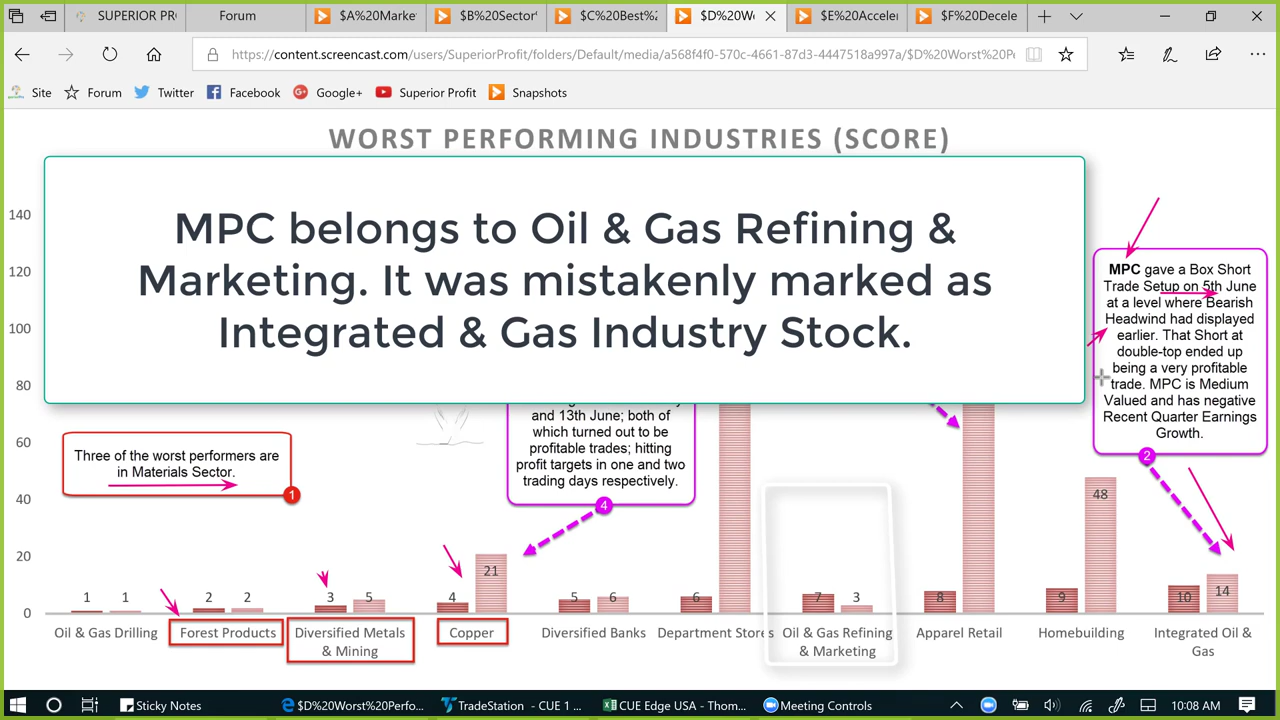 SUPERIOR PR
Forum
$A%20Marke
$B%20Sector
$C%20Best%2
$D%20W
$E%20Acceler
$F%20Decele
https://content.screencast.com/users/SuperiorProfit/folders/Default/media/a568f4f0-570c-4661-87d3-4447518a997a/$D%20Worst%20P
Site
Forum
Twitter
Facebook
Google+
Superior Profit
Snapshots
WORST PERFORMING INDUSTRIES (SCORE)
MPC belongs to Oil & Gas Refining &
Marketing. It was mistakenly marked as
Integrated & Gas Industry Stock.
140
120
100
80
60
40
20
0
MPC gave a Box Short
Trade Setup on 5th June
at a level where Bearish
Headwind had displayed
earlier. That Short at
double-top ended up
being a very profitable
trade. MPC is Medium
Valued and has negative
Recent Quarter Earnings
Growth.
2
and 13th June; both of
which turned out to be
profitable trades; hitting
profit targets in one and two
trading days respectively.
4
Three of the worst performers are
in Materials Sector.
1
1 1 2 2 3 5 4 21 5 6 6 7 3 8 9 48 10 14
Oil & Gas Drilling
Forest Products
Diversified Metals
& Mining
Copper
Diversified Banks
Department Stores
Oil & Gas Refining
& Marketing
Apparel Retail
Homebuilding
Integrated Oil &
Gas
Sticky Notes
$D%20Worst%20Perfo...
TradeStation - CUE 1 ...
CUE Edge USA - Thom...
Meeting Controls
10:08 AM